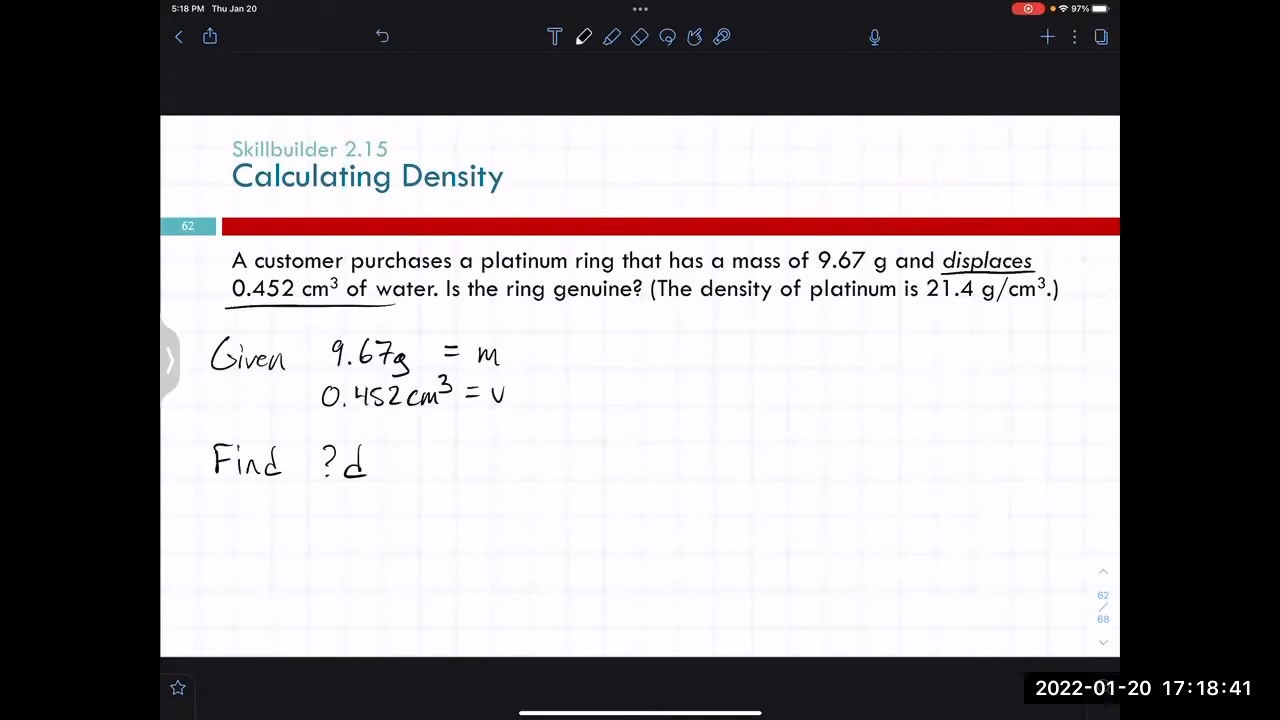 5:18 PM Thu Jan 20
97%
Skillbuilder 2.15
Calculating Density
62
A customer purchases a platinum ring that has a mass of 9.67 g and displaces
0.452 cm³ of water. Is the ring genuine? (The density of platinum is 21.4 g/cm³.)
Given 9.67g = m
0.452 cm³ = v
Find ? d
62
/
68
2022-01-20 17:18:41